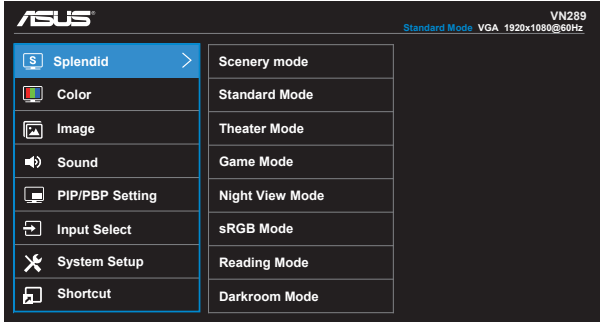 ASUS
VN289
Standard Mode VGA 1920x1080@60Hz
S Splendid
Color
Image
Sound
PIP/PBP Setting
Input Select
System Setup
Shortcut
Scenery mode
Standard Mode
Theater Mode
Game Mode
Night View Mode
sRGB Mode
Reading Mode
Darkroom Mode